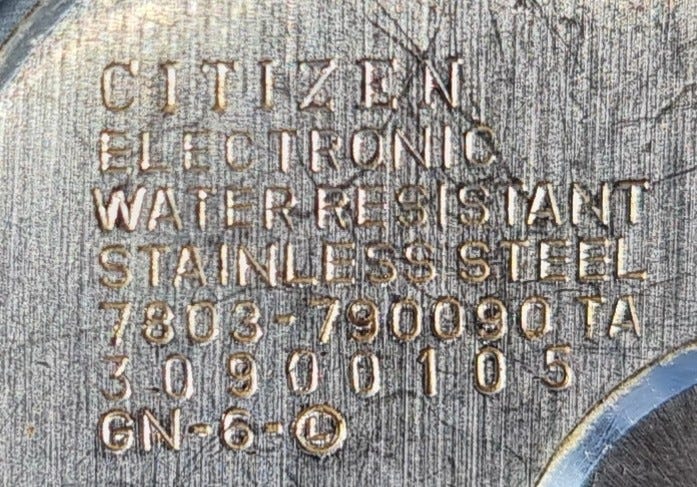 CITIZEN
ELECTRONIC
WATER RESISTANT
STAINLESS STEEL
7803-790090 TA
30900105
GN-6-Ⓛ